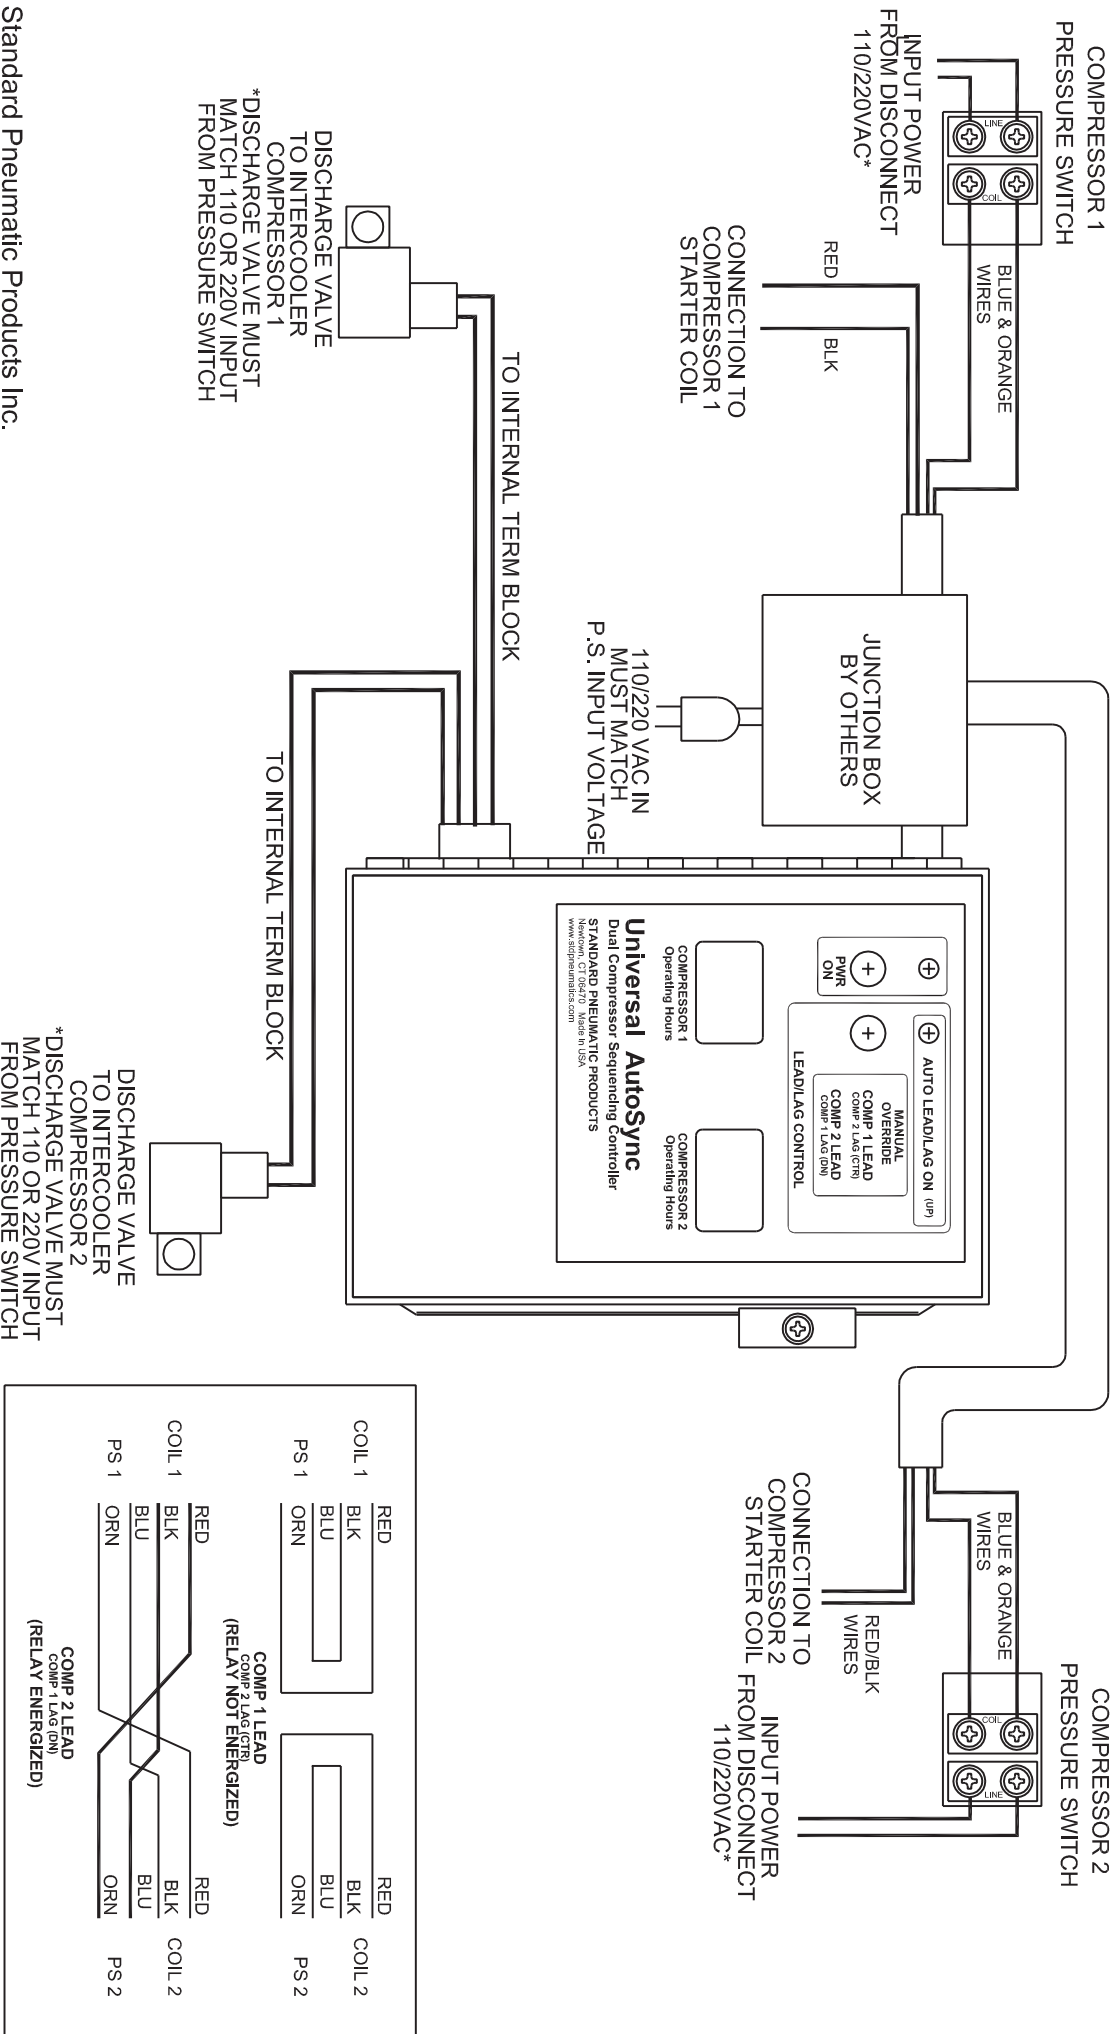 COMPRESSOR 1
PRESSURE SWITCH
INPUT POWER
FROM DISCONNECT
110/220VAC*
LINE
COIL
BLUE & ORANGE
WIRES
RED
BLK
CONNECTION TO
COMPRESSOR 1
STARTER COIL
JUNCTION BOX
BY OTHERS
110/220 VAC IN
MUST MATCH
P.S. INPUT VOLTAGE
DISCHARGE VALVE
TO INTERCOOLER
COMPRESSOR 1
*DISCHARGE VALVE MUST
MATCH 110 OR 220V INPUT
FROM PRESSURE SWITCH
TO INTERNAL TERM BLOCK
TO INTERNAL TERM BLOCK
PWR
ON
AUTO LEAD/LAG ON (UP)
MANUAL
OVERRIDE
COMP 1 LEAD
COMP 2 LAG (CTR)
COMP 2 LEAD
COMP 1 LAG (DN)
LEAD/LAG CONTROL
COMPRESSOR 1
Operating Hours
COMPRESSOR 2
Operating Hours
Universal AutoSync
Dual Compressor Sequencing Controller
STANDARD PNEUMATIC PRODUCTS
Newtown, CT 06470 Made In USA
www.stdpneumatics.com
COMPRESSOR 2
PRESSURE SWITCH
COIL
LINE
BLUE & ORANGE
WIRES
RED/BLK
WIRES
CONNECTION TO
COMPRESSOR 2
STARTER COIL
INPUT POWER
FROM DISCONNECT
110/220VAC*
DISCHARGE VALVE
TO INTERCOOLER
COMPRESSOR 2
*DISCHARGE VALVE MUST
MATCH 110 OR 220V INPUT
FROM PRESSURE SWITCH
RED
COIL 1
BLK
BLU
PS 1
ORN
RED
BLK
BLU
ORN
COIL 2
PS 2
COMP 1 LEAD
COMP 2 LAG (CTR)
(RELAY NOT ENERGIZED)
RED
COIL 1
BLK
BLU
PS 1
ORN
RED
BLK
BLU
ORN
COIL 2
PS 2
COMP 2 LEAD
COMP 1 LAG (DN)
(RELAY ENERGIZED)
Standard Pneumatic Products Inc.